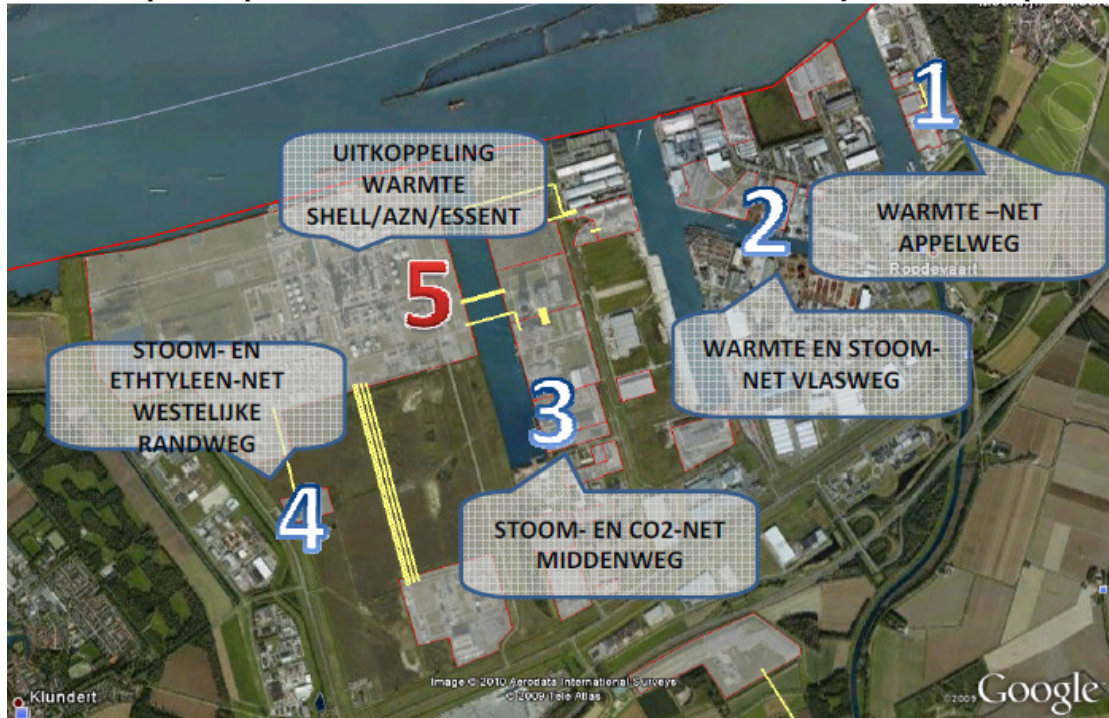 1
UITKOPPELING
WARMTE
SHELL/AZN/ESSENT
2
WARMTE –NET
APPELWEG
Roodevaart
5
STOOM- EN
ETHTYLEEN-NET
WESTELIJKE
RANDWEG
WARMTE EN STOOM-
NET VLASWEG
3
4
STOOM- EN CO2-NET
MIDDENWEG
Image © 2010 Aerodata International Surveys
© 2009 Tele Atlas
Klundert
©2009 Google